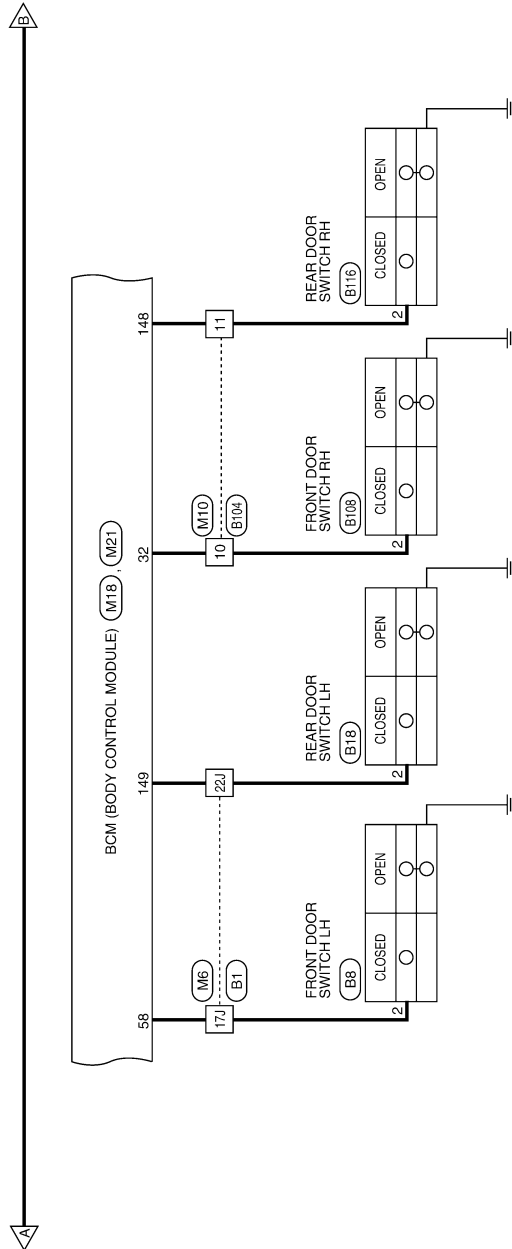 A
B
BCM (BODY CONTROL MODULE) M18 , M21
58
149
32
148
M6
B1
17J
22J
M10
B104
10
11
FRONT DOOR
SWITCH LH
B8
2
CLOSED
OPEN
REAR DOOR
SWITCH LH
B18
2
CLOSED
OPEN
FRONT DOOR
SWITCH RH
B108
2
CLOSED
OPEN
REAR DOOR
SWITCH RH
B116
2
CLOSED
OPEN